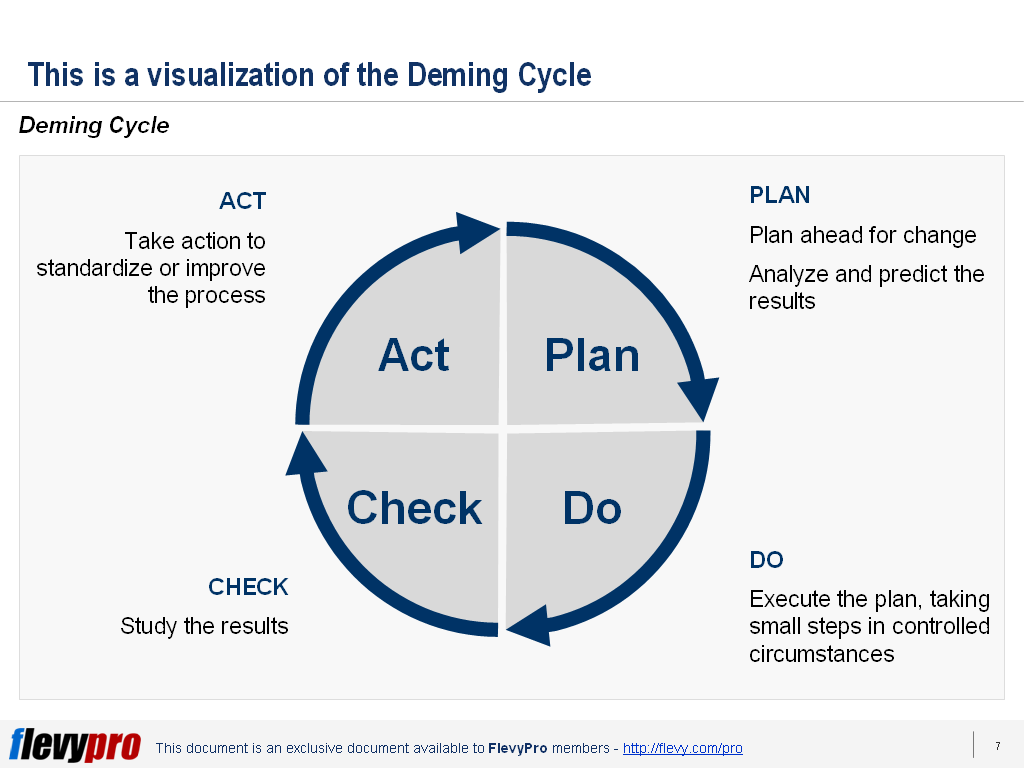 This is a visualization of the Deming Cycle
Deming Cycle
ACT
Take action to
standardize or improve
the process
PLAN
Plan ahead for change
Analyze and predict the
results
Act
Plan
Check
Do
CHECK
Study the results
DO
Execute the plan, taking
small steps in controlled
circumstances
flevypro
This document is an exclusive document available to FlevyPro members - http://flevy.com/pro
7